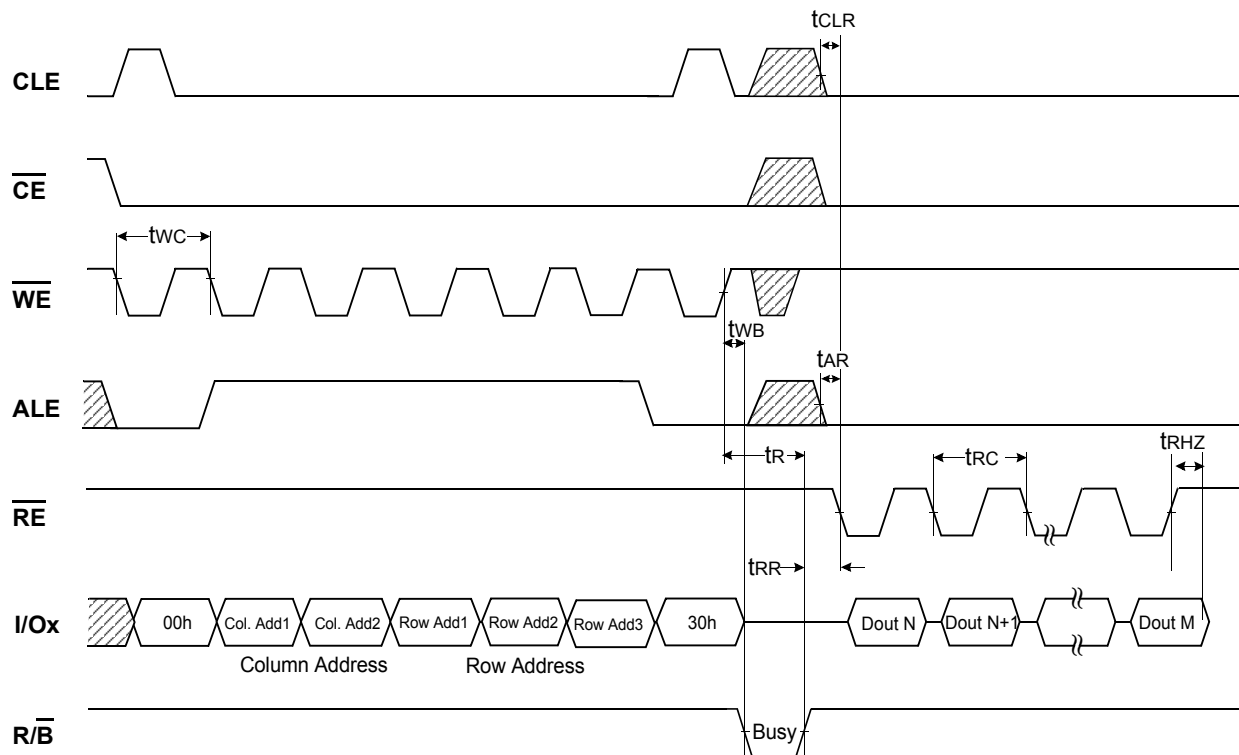 tCLR
CLE
CE
tWC
WE
tWB
tAR
ALE
tR
tRC
tRHZ
RE
tRR
I/Ox
00h
Col. Add1
Col. Add2
Row Add1
Row Add2
Row Add3
30h
Dout N
Dout N+1
Dout M
Column Address
Row Address
R/B
Busy